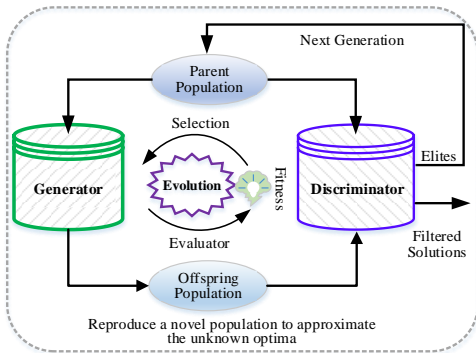 Next Generation
Parent
Population
Selection
Elites
Generator
Evolution
Fitness
Discriminator
Evaluator
Filtered
Solutions
Offspring
Population
Reproduce a novel population to approximate
the unknown optima